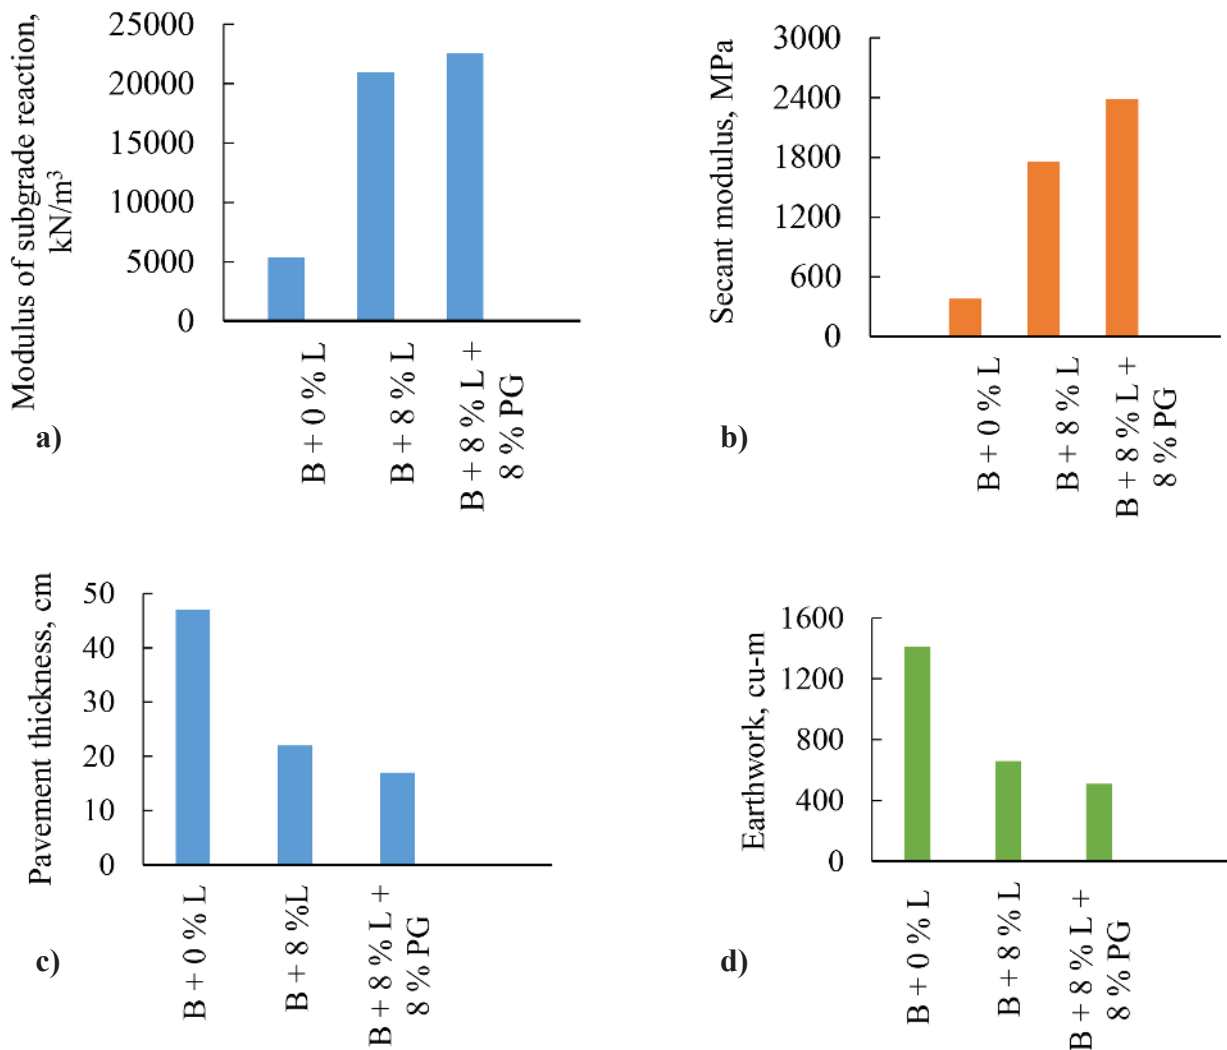 Modulus of subgrade reaction,
kN/m³
25000
20000
15000
10000
5000
0
B + 0 % L
B + 8 % L
B + 8 % L +
8 % PG
a)
Secant modulus, MPa
3000
2400
1800
1200
600
0
B + 0 % L
B + 8 % L
B + 8 % L +
8 % PG
b)
Pavement thickness, cm
50
40
30
20
10
0
B + 0 % L
B + 8 %L
B + 8 % L +
8 % PG
c)
Earthwork, cu-m
1600
1200
800
400
0
B + 0 % L
B + 8 % L
B + 8 % L +
8 % PG
d)